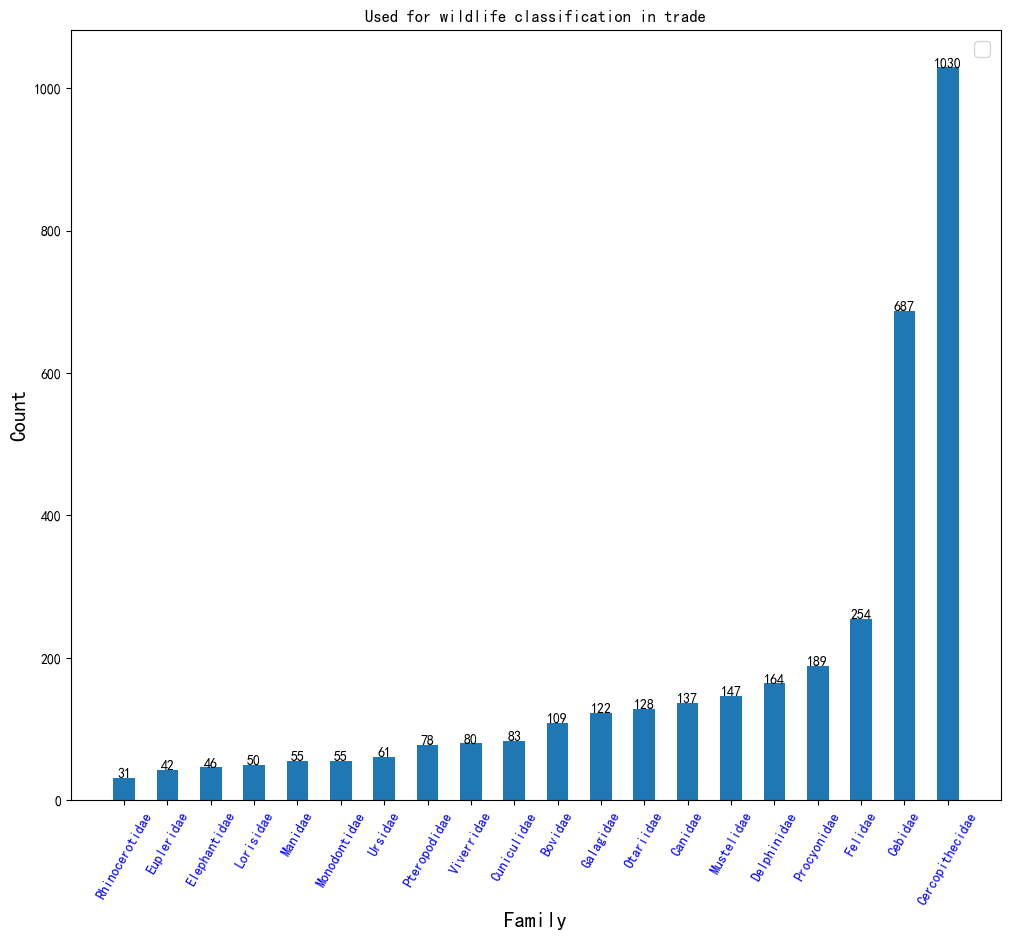 Used for wildlife classification in trade
Count
1000
800
600
400
200
0
31
42
46
50
55
55
61
78
80
83
109
122
128
137
147
164
189
254
687
1030
Rhinocerotidae
Eupleridae
Elephantidae
Lorisidae
Manidae
Monodontidae
Ursidae
Pteropodidae
Viverridae
Cuniculidae
Bovidae
Galagidae
Otariidae
Canidae
Mustelidae
Delphinidae
Procyonidae
Felidae
Cebidae
Cercopithecidae
Family